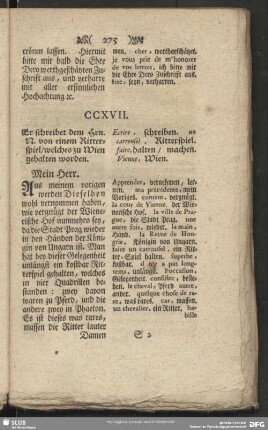 ( 275 )
crönen lassen. Hiermit
bitte mit bald die Ehre
Dero werthgeschätzten Zu-
schrift aus, und verharre
mit aller ersinnlichen
Hochachtung ꝛc.
meu, cher, werthgeschätzet.
je vous prie de m'honorer
de vos lettres, ich bitte mit
die Ehre Dero Zuschrift aus.
être, seyn, verharren.
CCXVII.
Er schreibet dem Hrn.
N. von einem Ritter-
spiel/welches zu Wien
gehalten worden.
Ecrire, schreiben. un
carrousel, Ritterspiel.
faire, halten / machen.
Vienne, Wien.
Mein Herr.
Aus meinem vorigen
werden Dieselben
wohl vernommen haben,
wie vergnügt der Wiene-
rische Hof nunmehro sey,
da die Stadt Prag wieder
in den Händen der Köni-
gin von Ungarn ist. Man
hat bey dieser Gelegenheit
unlängst ein kostbar Rit-
terspiel gehalten, welches
in vier Quadrillen be-
standen: zwey davon
waren zu Pferd, und die
andere zwey in Phaeton.
Es ist dieses was rares,
massen die Ritter lauter
Damen
Apprendre, vernehmen, ler-
nen. ma précédente, mein
Voriges. content, vergnügt.
la cour de Vienne, der Wie-
nerische Hof. la ville de Pra-
gue, die Stadt Prag. une
autre fois, wieder. la main,
Hand. la Reine de Hon-
grie, Königin von Ungarn.
faire un carrousel, ein Rit-
ter-Spiel halten. superbe,
kostbar. il n'y a pas long-
tems, unlängst. l'occasion,
Gelegenheit. consister, beste-
hen. le cheval, Pferd. autre,
ander. quelque chose de ra-
re, was rares. car, massen.
un chevalier, ein Ritter. ha-
bille
S 2
SLUB
DFG